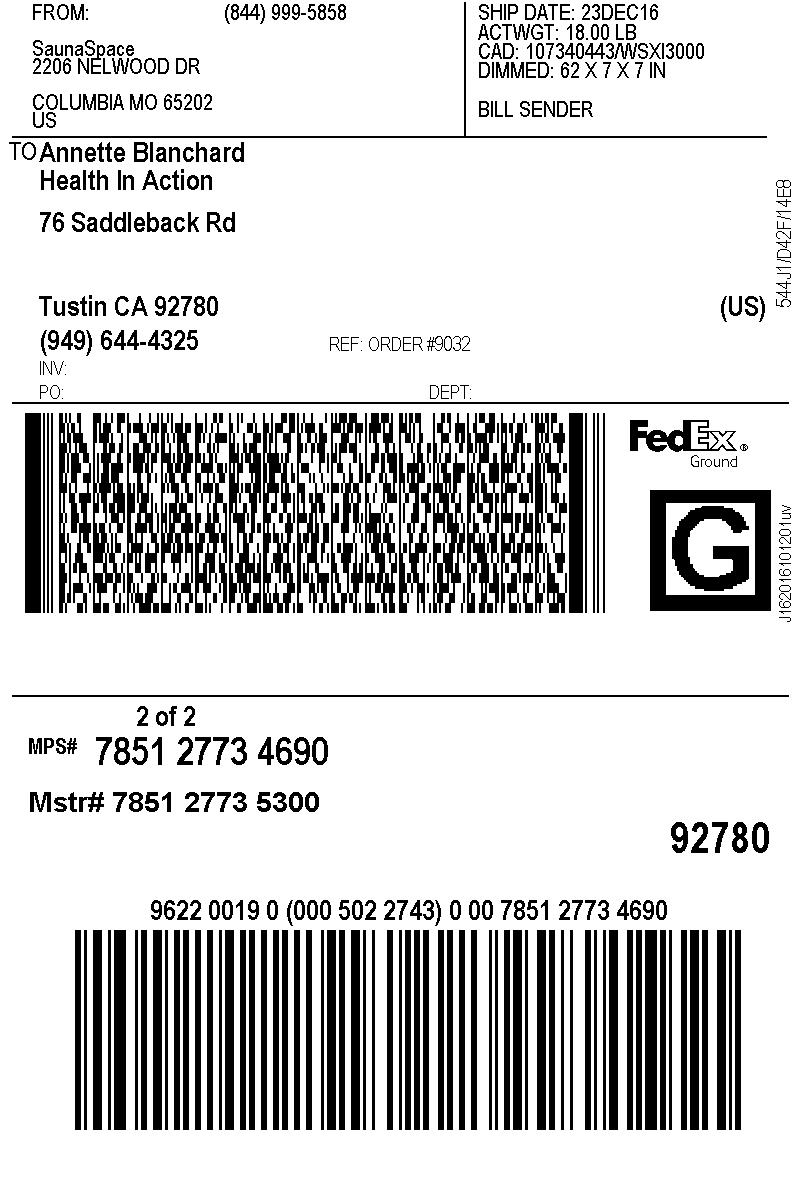 FROM: (844) 999-5858
SaunaSpace
2206 NELWOOD DR
COLUMBIA MO 65202
US
SHIP DATE: 23DEC16
ACTWGT: 18.00 LB
CAD: 107340443/WSXI3000
DIMMED: 62 X 7 X 7 IN
BILL SENDER
TO Annette Blanchard
Health In Action
76 Saddleback Rd
Tustin CA 92780 (US)
(949) 644-4325 REF: ORDER #9032
INV:
PO: DEPT:
544J1/D42F/14E8
FedEx®
Ground
G
J162016101201uv
2 of 2
MPS# 7851 2773 4690
Mstr# 7851 2773 5300
92780
9622 0019 0 (000 502 2743) 0 00 7851 2773 4690